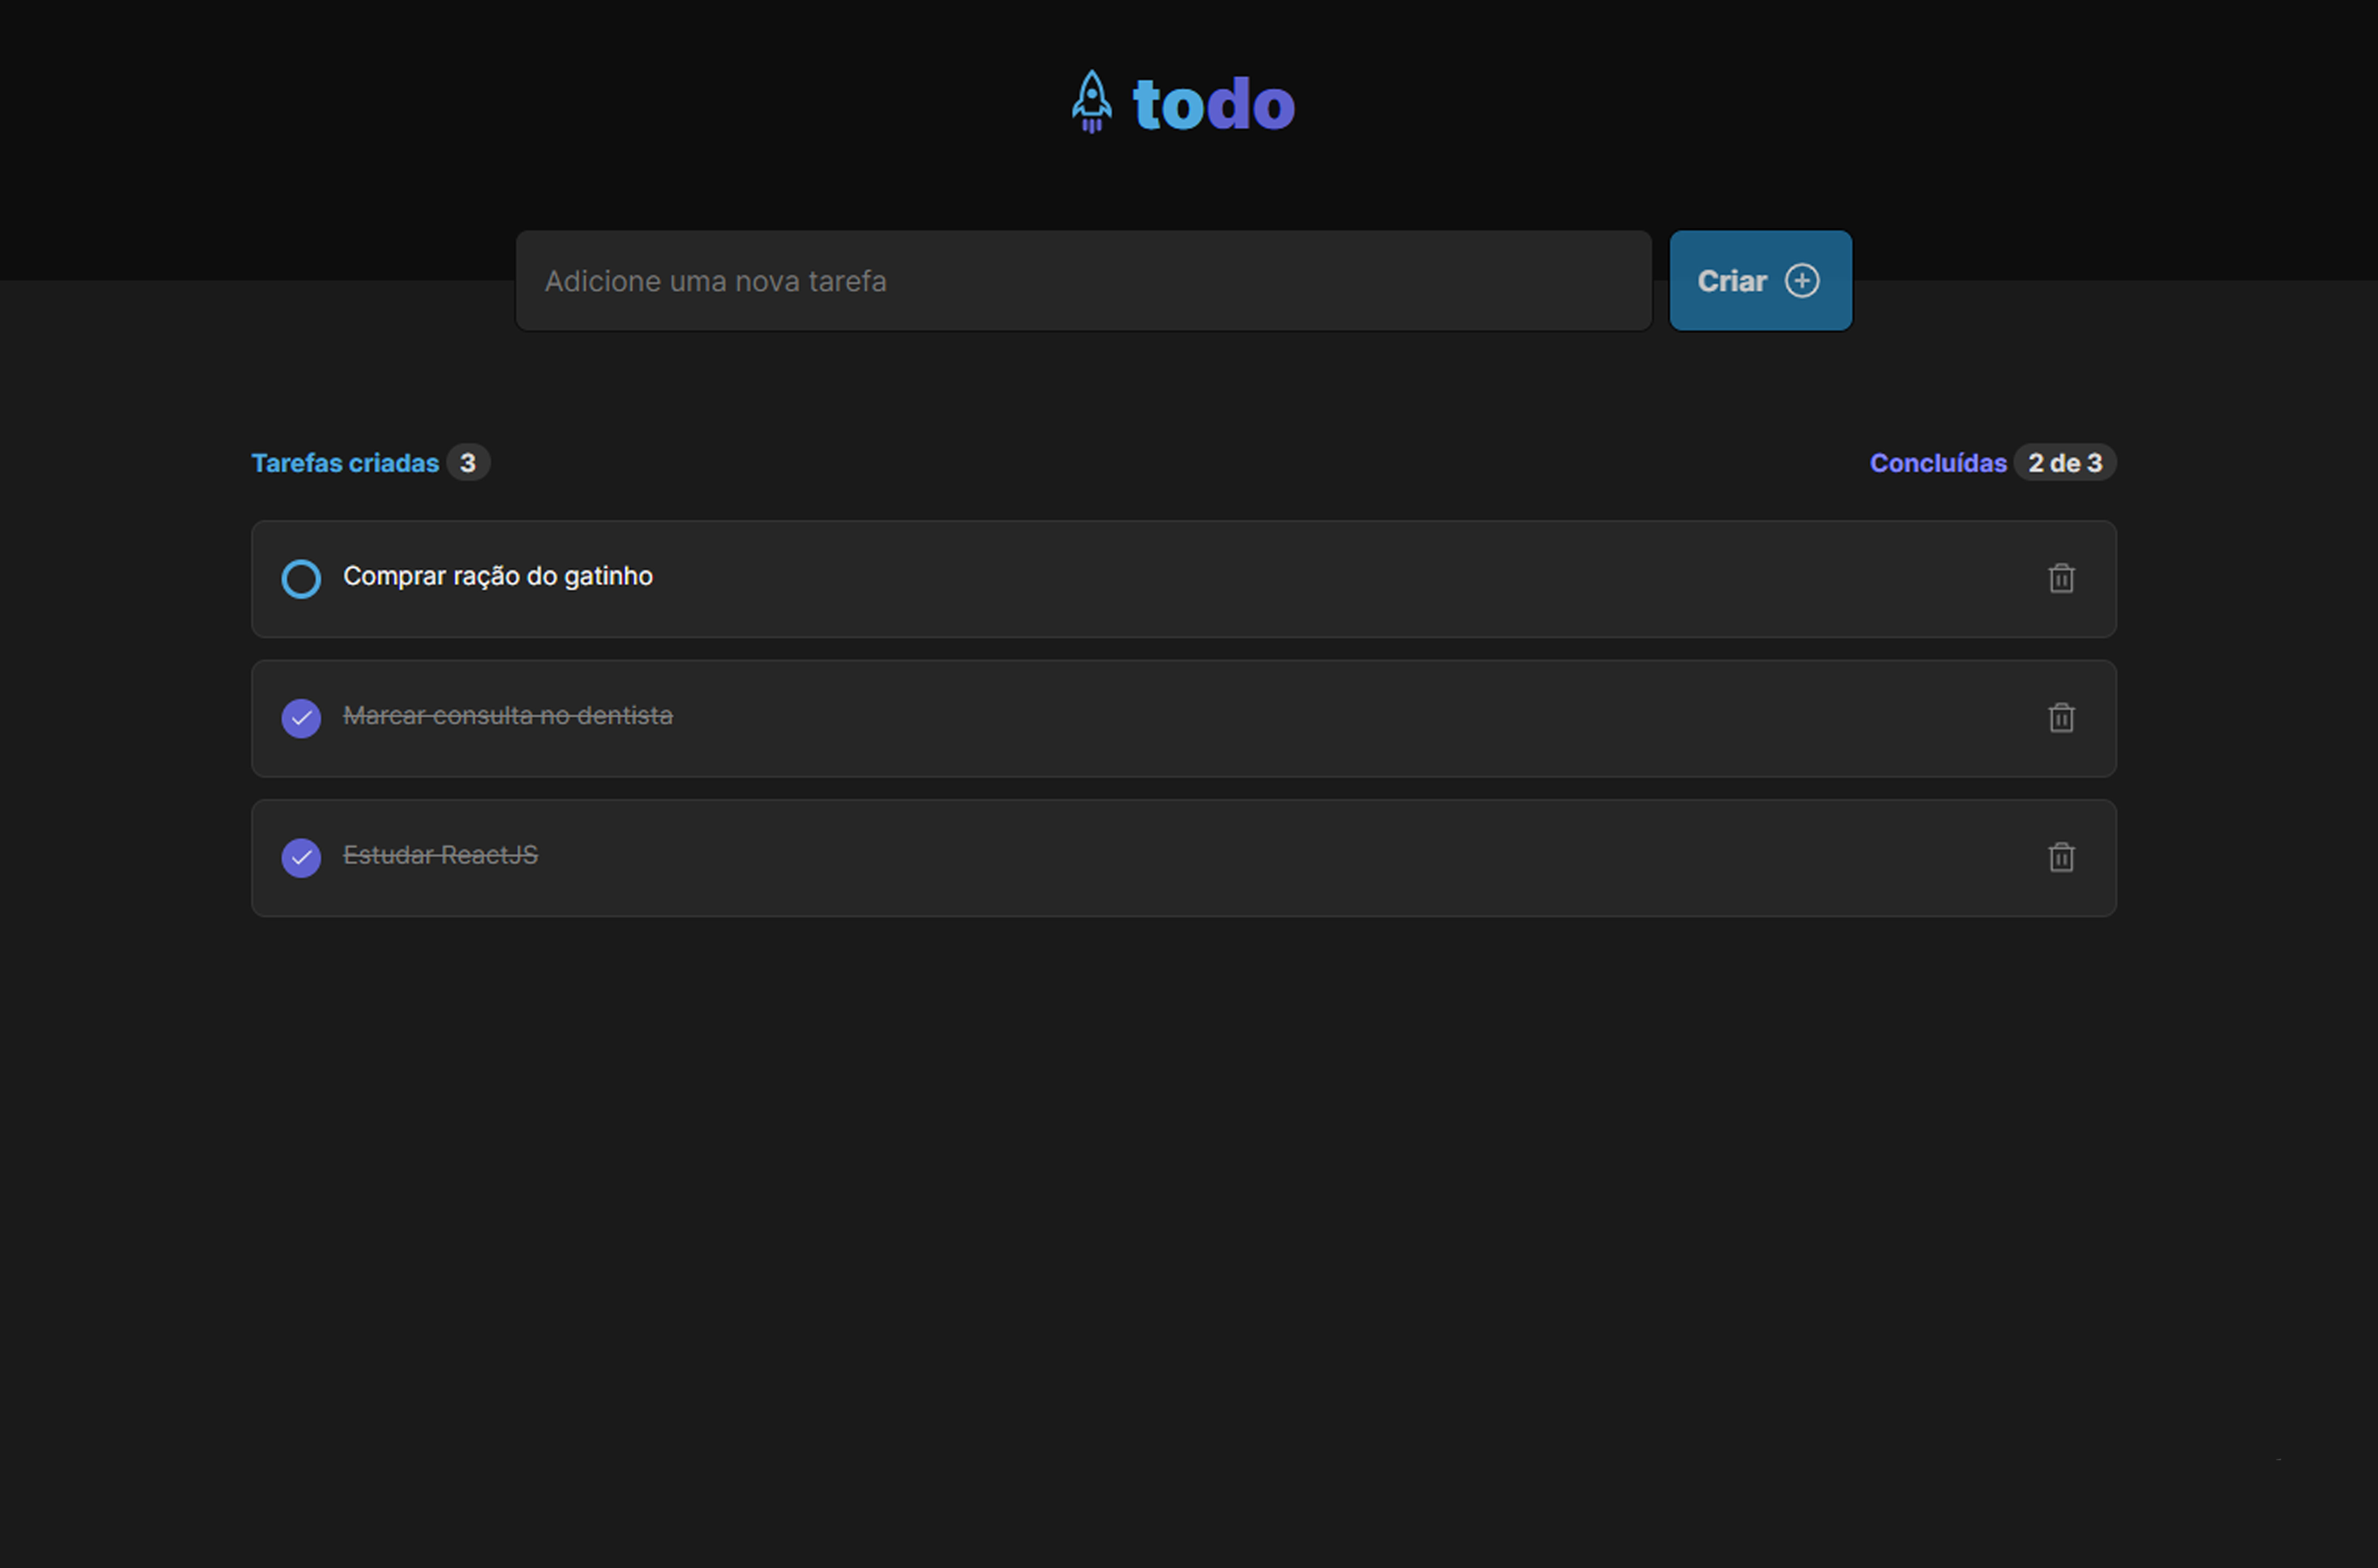 todo
Adicione uma nova tarefa
Criar
Tarefas criadas 3
Concluídas 2 de 3
Comprar ração do gatinho
Marcar consulta no dentista
Estudar ReactJS